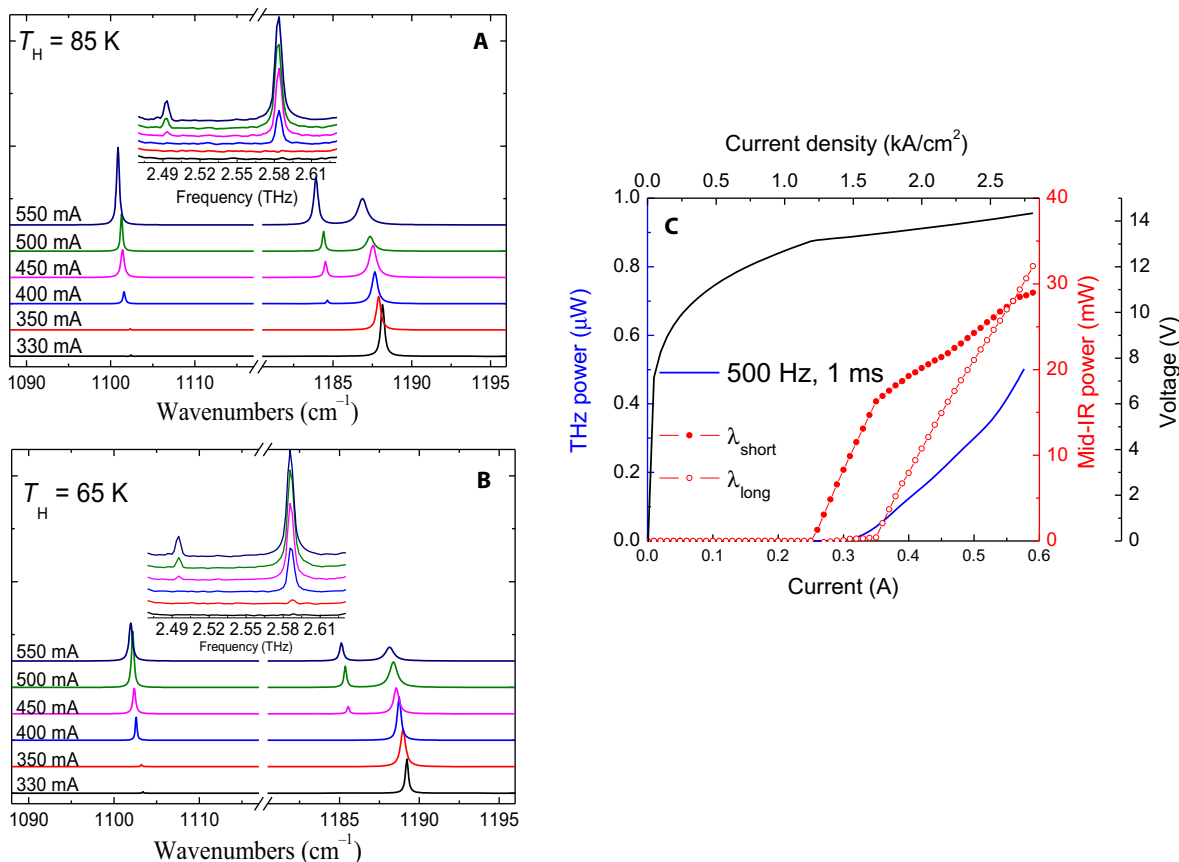 T_H = 85 K
A
2.49 2.52 2.55 2.58 2.61
Frequency (THz)
550 mA
500 mA
450 mA
400 mA
350 mA
330 mA
1090 1100 1110 1185 1190 1195
Wavenumbers (cm⁻¹)
T_H = 65 K
B
2.49 2.52 2.55 2.58 2.61
Frequency (THz)
550 mA
500 mA
450 mA
400 mA
350 mA
330 mA
1090 1100 1110 1185 1190 1195
Wavenumbers (cm⁻¹)
Current density (kA/cm²)
0.0 0.5 1.0 1.5 2.0 2.5
C
1.0
0.8
0.6
0.4
0.2
0.0
THz power (μW)
500 Hz, 1 ms
λ_short
λ_long
40
30
20
10
0
Mid-IR power (mW)
14
12
10
8
6
4
2
0
Voltage (V)
0.0 0.1 0.2 0.3 0.4 0.5 0.6
Current (A)